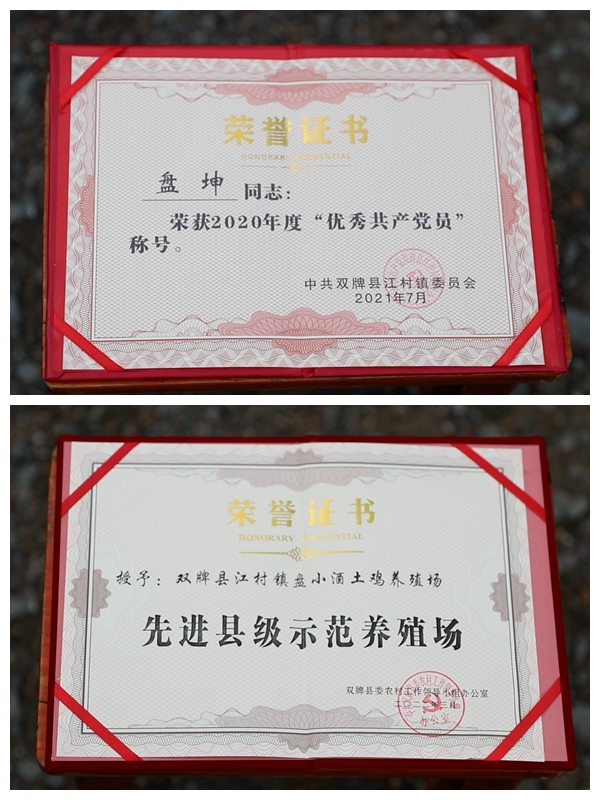 荣誉证书
盘 坤 同志：
荣获2020年度“优秀共产党员”
称号。
中共双牌县江村镇委员会
2021年7月
荣誉证书
HONORARY CREDENTIAL
授予：双牌县江村镇盘小酒土鸡养殖场
先进县级示范养殖场
双牌县委农村工作领导小组办公室
办公室